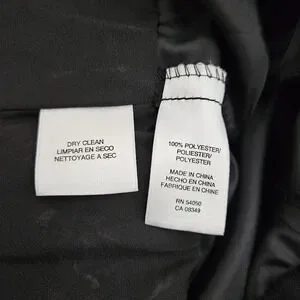 DRY CLEAN
LIMPIAR EN SECO
NETTOYAGE A SEC
100% POLYESTER/
POLIESTER/
POLYESTER
MADE IN CHINA
HECHO EN CHINA
FABRIQUE EN CHINE
RN 54050
CA 08349